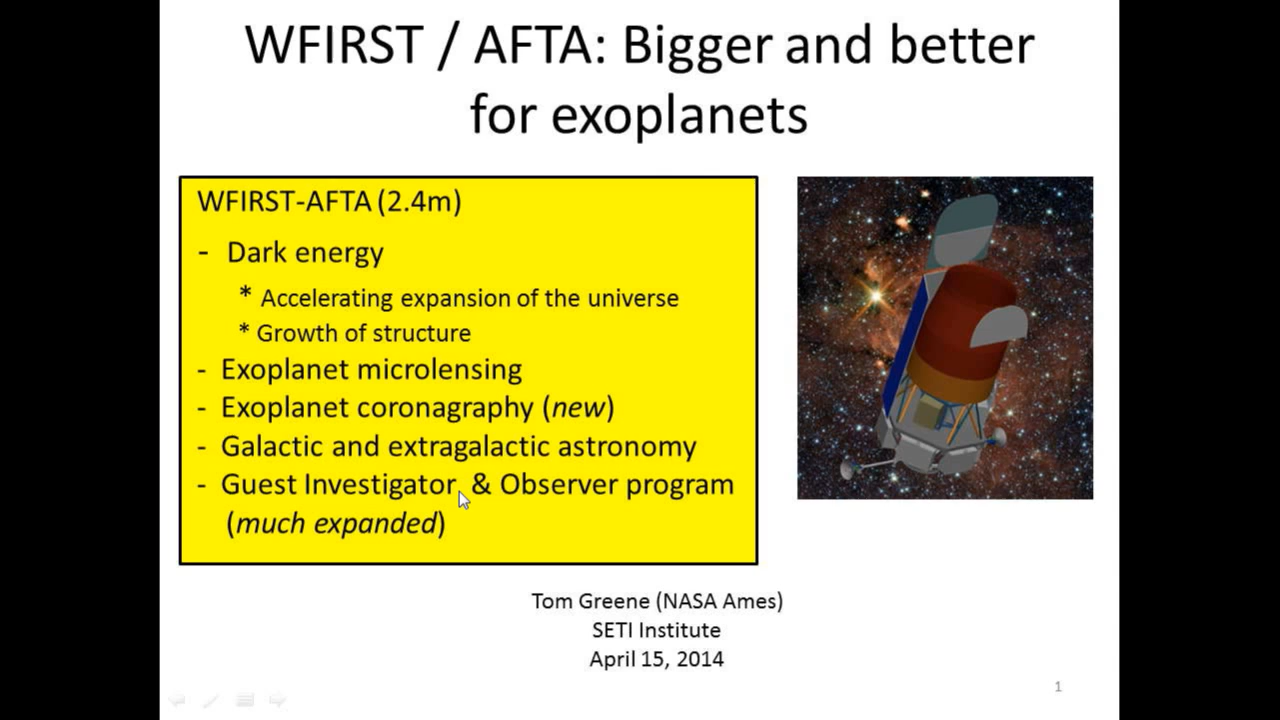 WFIRST / AFTA: Bigger and better
for exoplanets
WFIRST-AFTA (2.4m)
- Dark energy
* Accelerating expansion of the universe
* Growth of structure
- Exoplanet microlensing
- Exoplanet coronagraphy (new)
- Galactic and extragalactic astronomy
- Guest Investigator & Observer program
(much expanded)
Tom Greene (NASA Ames)
SETI Institute
April 15, 2014
1